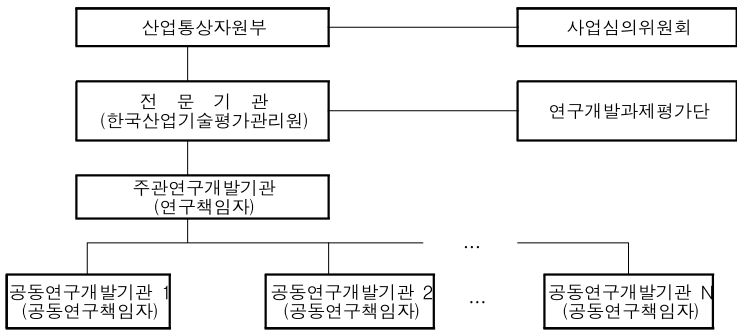 산업통상자원부
사업심의위원회
전 문 기 관
(한국산업기술평가관리원)
연구개발과제평가단
주관연구개발기관
(연구책임자)
...
공동연구개발기관 1
(공동연구책임자)
공동연구개발기관 2
(공동연구책임자)
...
공동연구개발기관 N
(공동연구책임자)